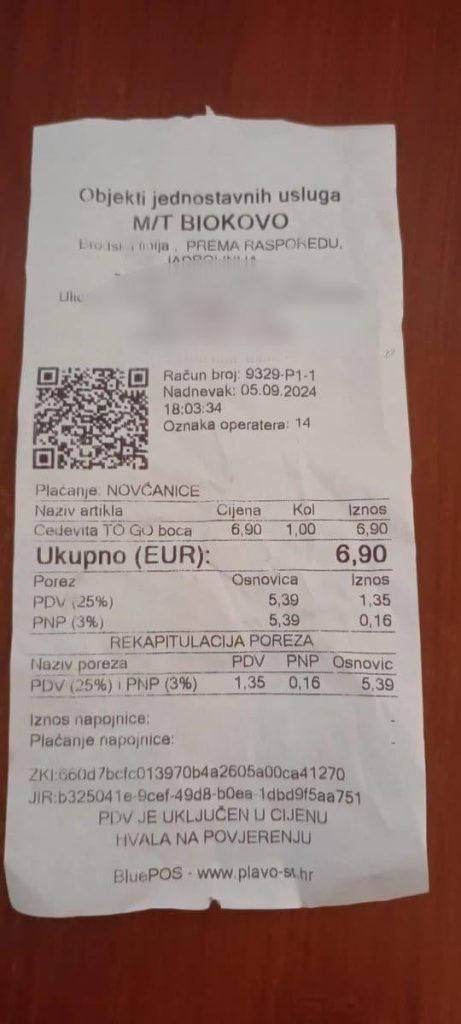 Objekti jednostavnih usluga
M/T BIOKOVO
Brodska linija , PREMA RASPOREDU,
JADROLINIJA
Račun broj: 9329-P1-1
Nadnevak: 05.09.2024
18:03:34
Oznaka operatera: 14
Plaćanje: NOVČANICE
Naziv artikla Cijena Kol Iznos
Cedevita TO GO boca 6,90 1,00 6,90
Ukupno (EUR): 6,90
Porez Osnovica Iznos
PDV (25%) 5,39 1,35
PNP (3%) 5,39 0,16
REKAPITULACIJA POREZA
Naziv poreza PDV PNP Osnovic
PDV (25%) i PNP (3%) 1,35 0,16 5,39
Iznos napojnice: -
Plaćanje napojnice: -
ZKI:660d7bcfc013970b4a2605a00ca41270
JIR:b325041e-9cef-49d8-b0ea-1dbd9f5aa751
PDV JE UKLJUČEN U CIJENU
HVALA NA POVJERENJU
BluePOS - www.plavo-st.hr